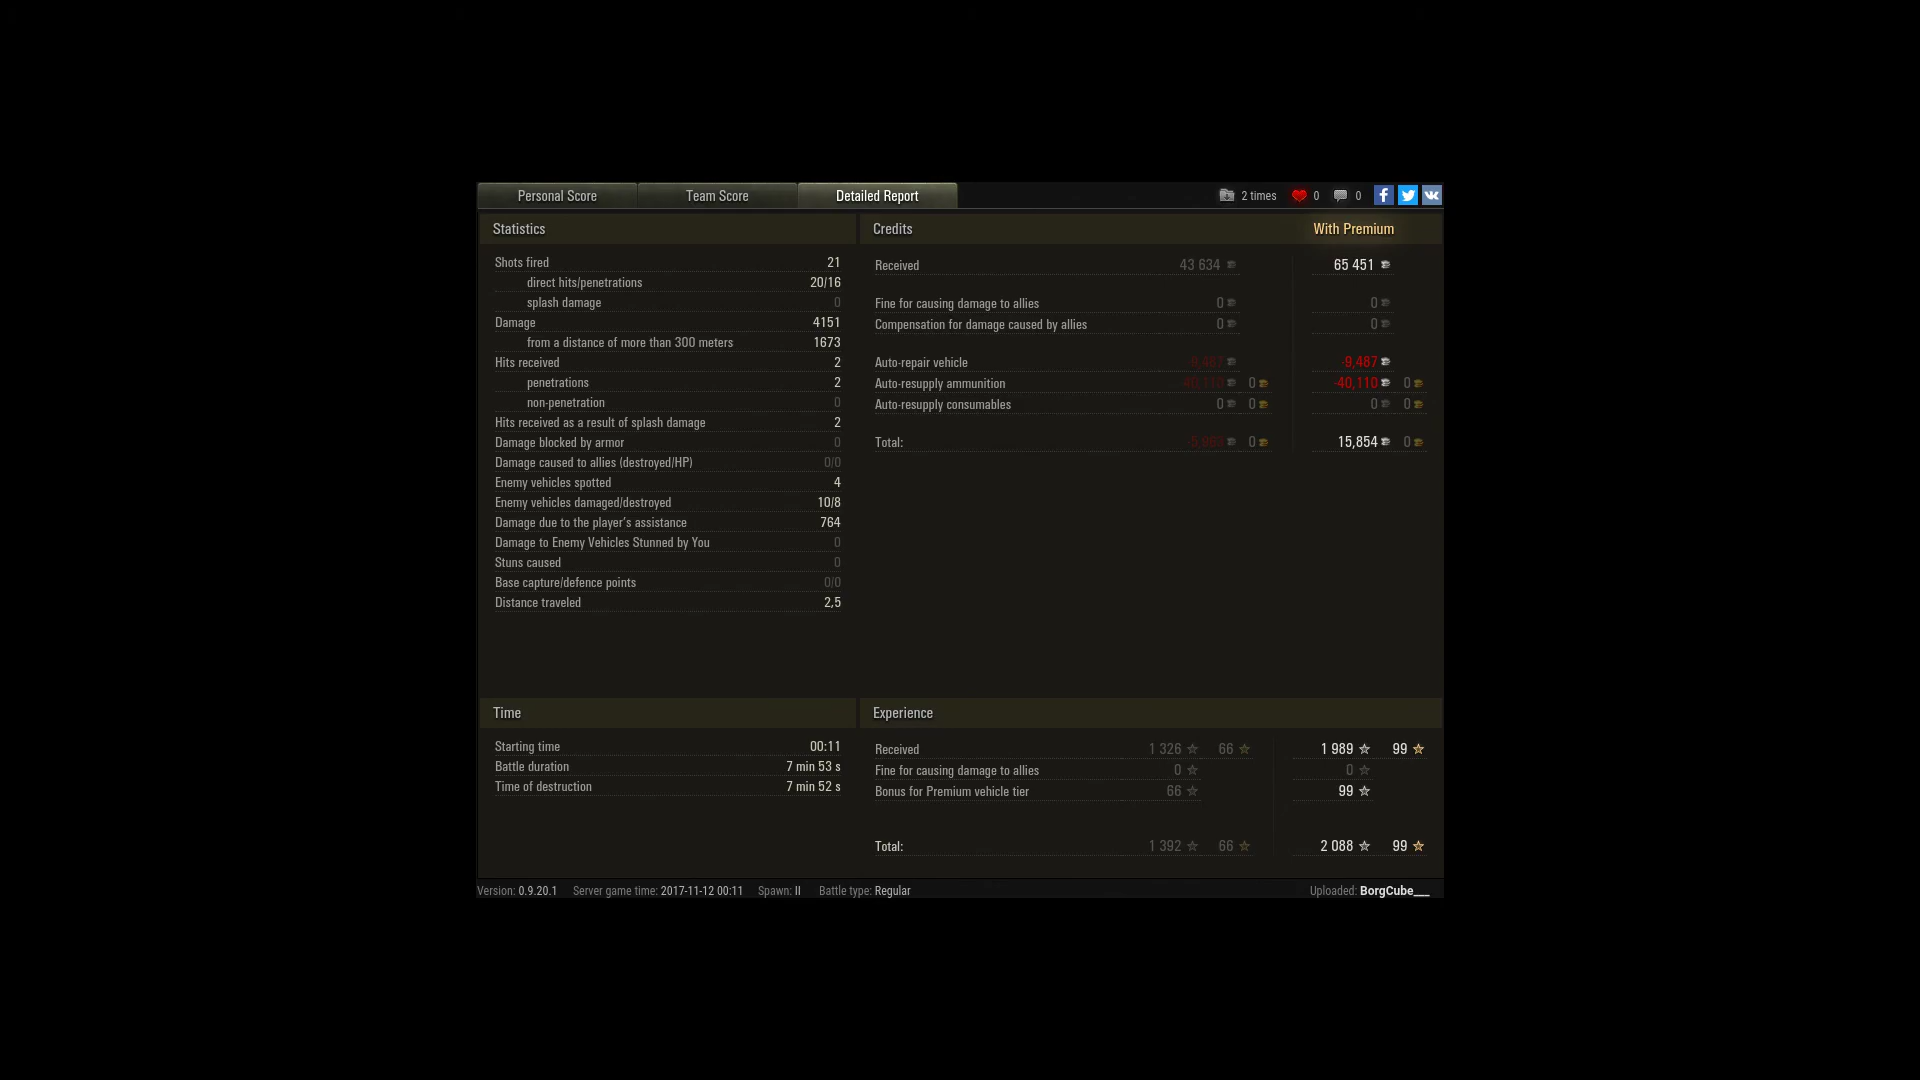 Personal Score Team Score Detailed Report 2 times 0 0
Statistics
Shots fired 21
direct hits/penetrations 20/16
splash damage 0
Damage 4151
from a distance of more than 300 meters 1673
Hits received 2
penetrations 2
non-penetration 0
Hits received as a result of splash damage 2
Damage blocked by armor 0
Damage caused to allies (destroyed/HP) 0/0
Enemy vehicles spotted 4
Enemy vehicles damaged/destroyed 10/8
Damage due to the player's assistance 764
Damage to Enemy Vehicles Stunned by You 0
Stuns caused 0
Base capture/defence points 0/0
Distance traveled 2,5
Credits With Premium
Received 43 634 65 451
Fine for causing damage to allies 0 0
Compensation for damage caused by allies 0 0
Auto-repair vehicle -9,487 -9,487
Auto-resupply ammunition -40,110 0 -40,110 0
Auto-resupply consumables 0 0 0 0
Total: 0 15,854 0
Time
Starting time 00:11
Battle duration 7 min 53 s
Time of destruction 7 min 52 s
Experience
Received 1 326 66 1 989 99
Fine for causing damage to allies 0 0
Bonus for Premium vehicle tier 66 99
Total: 1 392 66 2 088 99
Version: 0.9.20.1 Server game time: 2017-11-12 00:11 Spawn: II Battle type: Regular Uploaded: BorgCube___